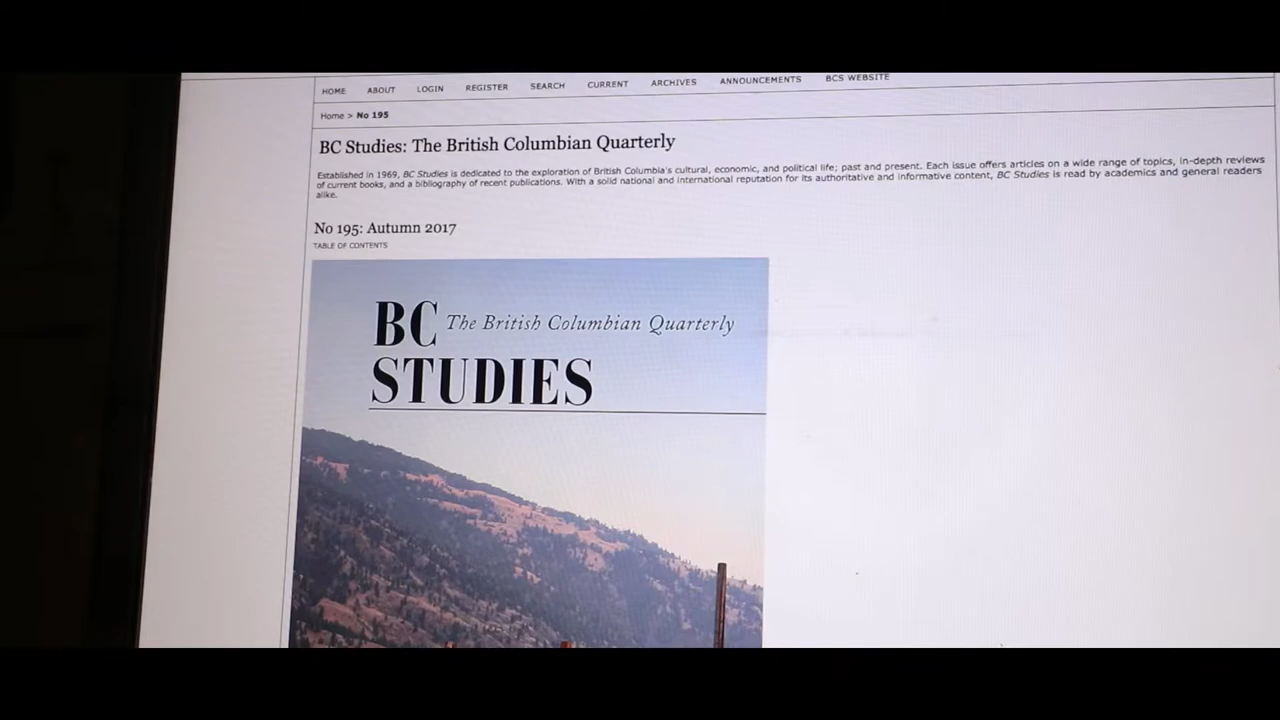 HOME ABOUT LOGIN REGISTER SEARCH CURRENT ARCHIVES ANNOUNCEMENTS BCS WEBSITE
Home > No 195
BC Studies: The British Columbian Quarterly
Established in 1969, BC Studies is dedicated to the exploration of British Columbia's cultural, economic, and political life; past and present. Each issue offers articles on a wide range of topics, in-depth reviews
of current books, and a bibliography of recent publications. With a solid national and international reputation for its authoritative and informative content, BC Studies is read by academics and general readers
alike.
No 195: Autumn 2017
TABLE OF CONTENTS
BC The British Columbian Quarterly
STUDIES